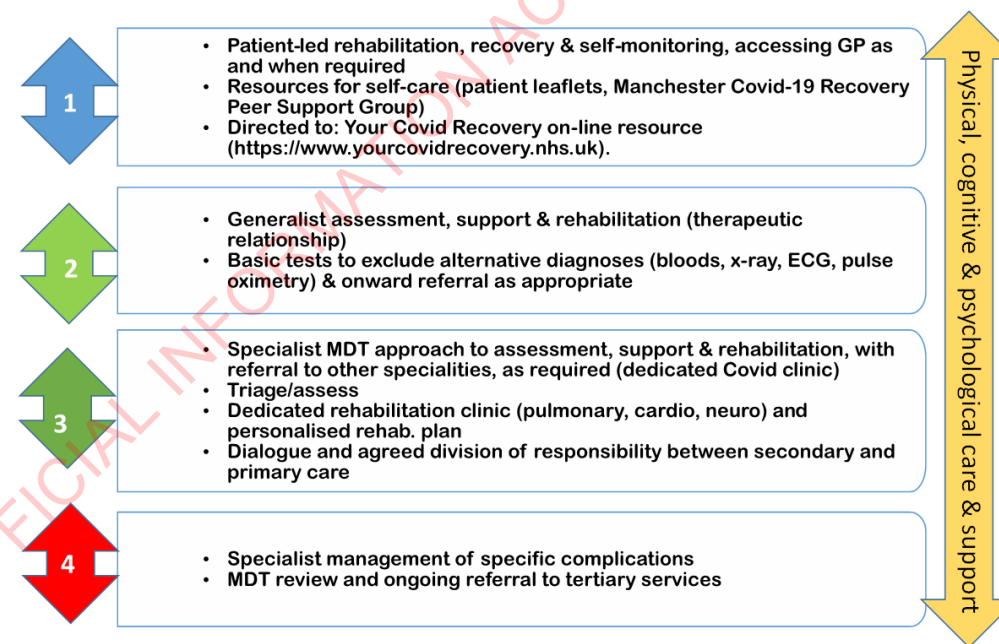 1
• Patient-led rehabilitation, recovery & self-monitoring, accessing GP as
and when required
• Resources for self-care (patient leaflets, Manchester Covid-19 Recovery
Peer Support Group)
• Directed to: Your Covid Recovery on-line resource
(https://www.yourcovidrecovery.nhs.uk).
2
• Generalist assessment, support & rehabilitation (therapeutic
relationship)
• Basic tests to exclude alternative diagnoses (bloods, x-ray, ECG, pulse
oximetry) & onward referral as appropriate
3
• Specialist MDT approach to assessment, support & rehabilitation, with
referral to other specialities, as required (dedicated Covid clinic)
• Triage/assess
• Dedicated rehabilitation clinic (pulmonary, cardio, neuro) and
personalised rehab. plan
• Dialogue and agreed division of responsibility between secondary and
primary care
4
• Specialist management of specific complications
• MDT review and ongoing referral to tertiary services
Physical, cognitive & psychological care & support
FICIAL INFORMATION AC